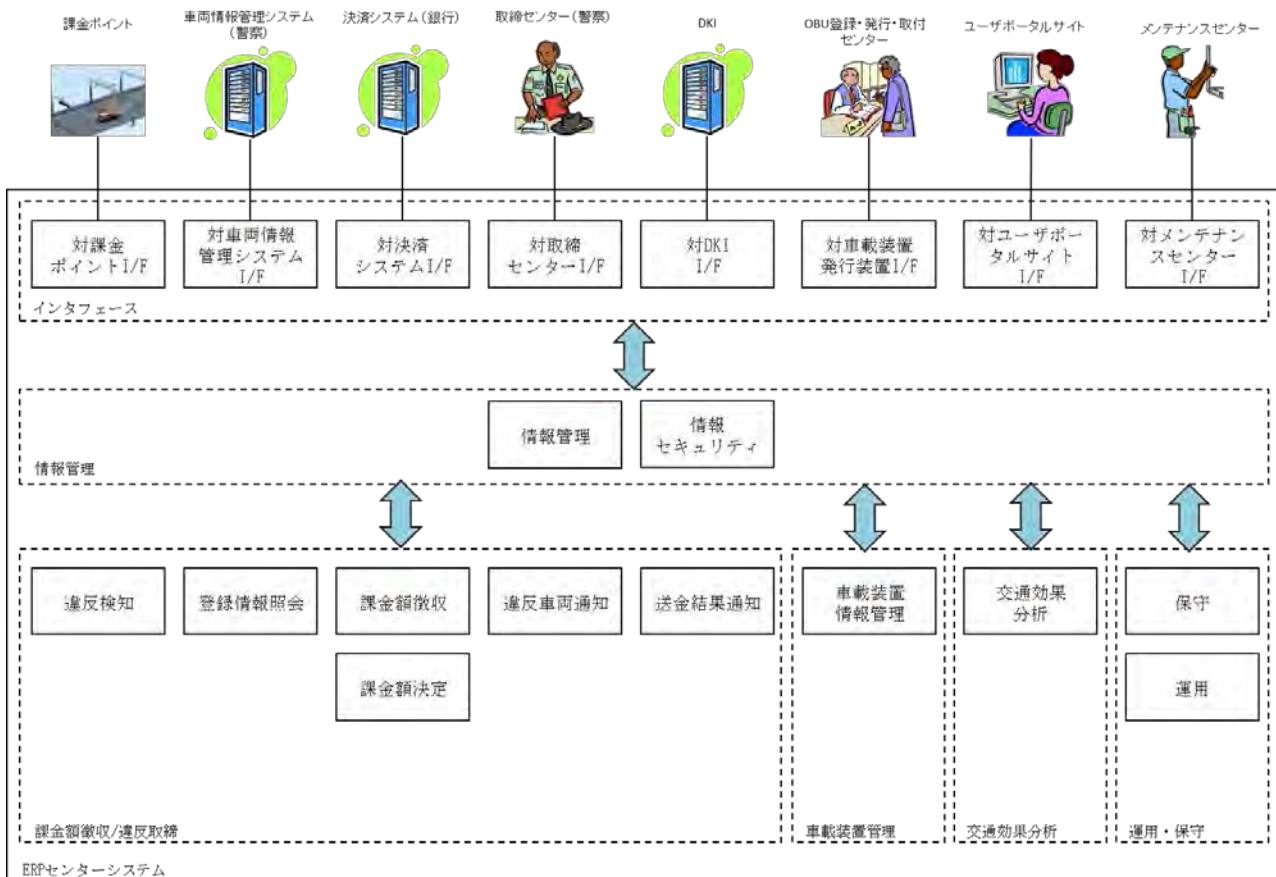 課金ポイント
車両情報管理システム
（警察）
決済システム（銀行）
取締センター（警察）
DKI
OBU登録・発行・取付
センター
ユーザポータルサイト
メンテナンスセンター
対課金
ポイントI/F
対車両情報
管理システム
I/F
対決済
システムI/F
対取締
センターI/F
対DKI
I/F
対車載装置
発行装置I/F
対ユーザポー
タルサイト
I/F
対メンテナン
スセンター
I/F
インタフェース
情報管理
情報
セキュリティ
情報管理
違反検知
登録情報照会
課金額徴収
違反車両通知
送金結果通知
車載装置
情報管理
交通効果
分析
保守
課金額決定
運用
課金額徴収/違反取締
車載装置管理
交通効果分析
運用・保守
ERPセンターシステム